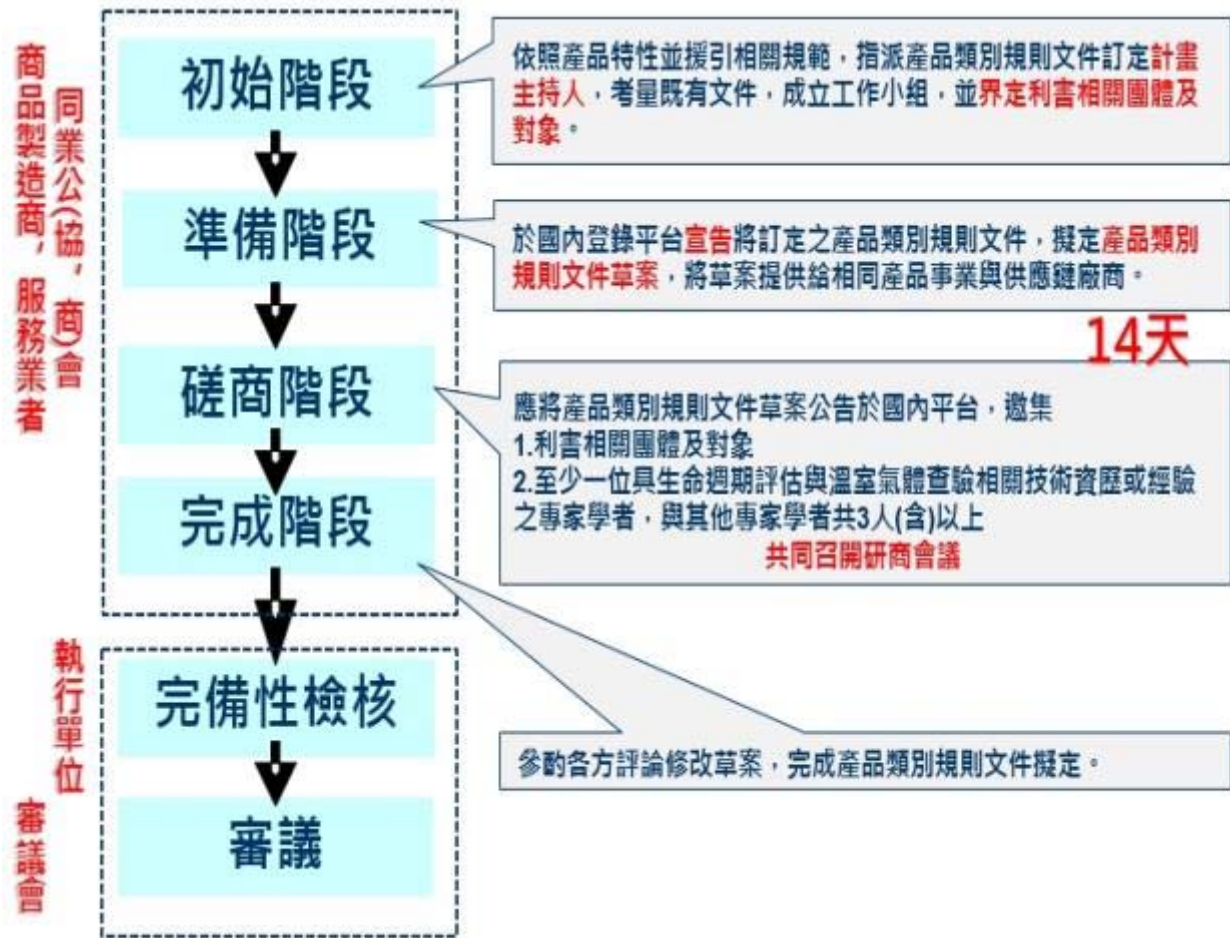 商品製造商，服務業者
同業公(協，商)會
初始階段
依照產品特性並援引相關規範，指派產品類別規則文件訂定計畫
主持人，考量既有文件，成立工作小組，並界定利害相關團體及
對象。
準備階段
於國內登錄平台宣告將訂定之產品類別規則文件，擬定產品類別
規則文件草案，將草案提供給相同產品事業與供應鏈廠商。
14天
磋商階段
應將產品類別規則文件草案公告於國內平台，邀集
1.利害相關團體及對象
2.至少一位具生命週期評估與溫室氣體查驗相關技術資歷或經驗
之專家學者，與其他專家學者共3人(含)以上
共同召開研商會議
完成階段
參酌各方評論修改草案，完成產品類別規則文件擬定。
執行單位
完備性檢核
審議會
審議